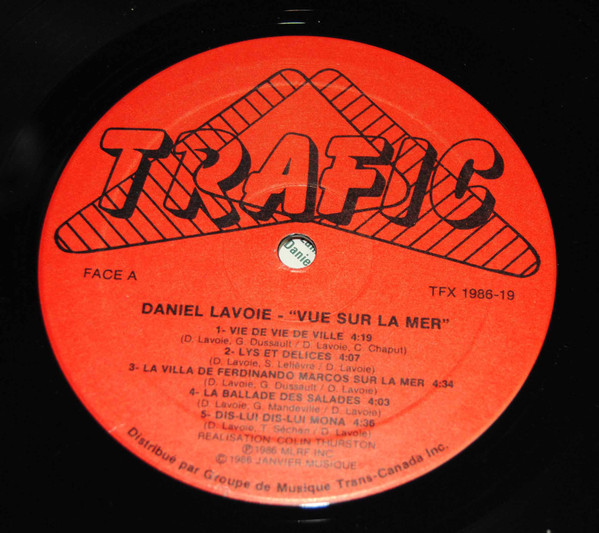 TRAFIC
FACE A
TFX 1986-19
DANIEL LAVOIE - "VUE SUR LA MER"
1- VIE DE VIE DE VILLE 4:19
(D. Lavoie, G. Dussault / D. Lavoie, C. Chaput)
2- LYS ET DELICES 4:07
(D. Lavoie, S. Lefièvre / D. Lavoie)
3- LA VILLA DE FERDINANDO MARCOS SUR LA MER 4:34
(D. Lavoie, G. Dussault / D. Lavoie)
4- LA BALLADE DES SALADES 4:03
(D. Lavoie, G. Mandeville / D. Lavoie)
5- DIS-LUI DIS-LUI MONA 4:36
(D. Lavoie, T. Séchan / D. Lavoie)
REALISATION COLIN THURSTON
Ⓟ1986 MLRF INC
©1986 JANVIER MUSIQUE
Distribué par Groupe de Musique Trans-Canada Inc.